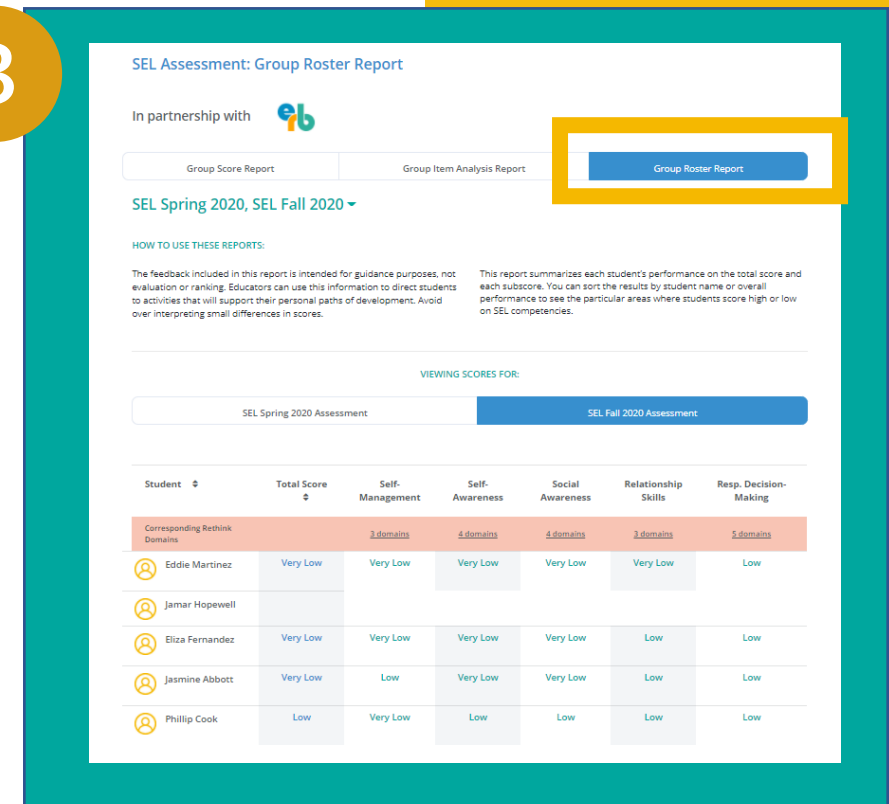 3
SEL Assessment: Group Roster Report
In partnership with erb
Group Score Report Group Item Analysis Report Group Roster Report
SEL Spring 2020, SEL Fall 2020
HOW TO USE THESE REPORTS:
The feedback included in this report is intended for guidance purposes, not
evaluation or ranking. Educators can use this information to direct students
to activities that will support their personal paths of development. Avoid
over interpreting small differences in scores.
This report summarizes each student's performance on the total score and
each subscore. You can sort the results by student name or overall
performance to see the particular areas where students score high or low
on SEL competencies.
VIEWING SCORES FOR:
SEL Spring 2020 Assessment SEL Fall 2020 Assessment
Student Total Score Self- Self- Social Relationship Resp. Decision-
Management Awareness Awareness Skills Making
Corresponding Rethink
Domains 3 domains 4 domains 4 domains 3 domains 5 domains
Eddie Martinez Very Low Very Low Very Low Very Low Very Low Low
Jamar Hopewell
Eliza Fernandez Very Low Very Low Very Low Very Low Low Low
Jasmine Abbott Very Low Low Very Low Very Low Low Low
Phillip Cook Low Very Low Low Low Low Low